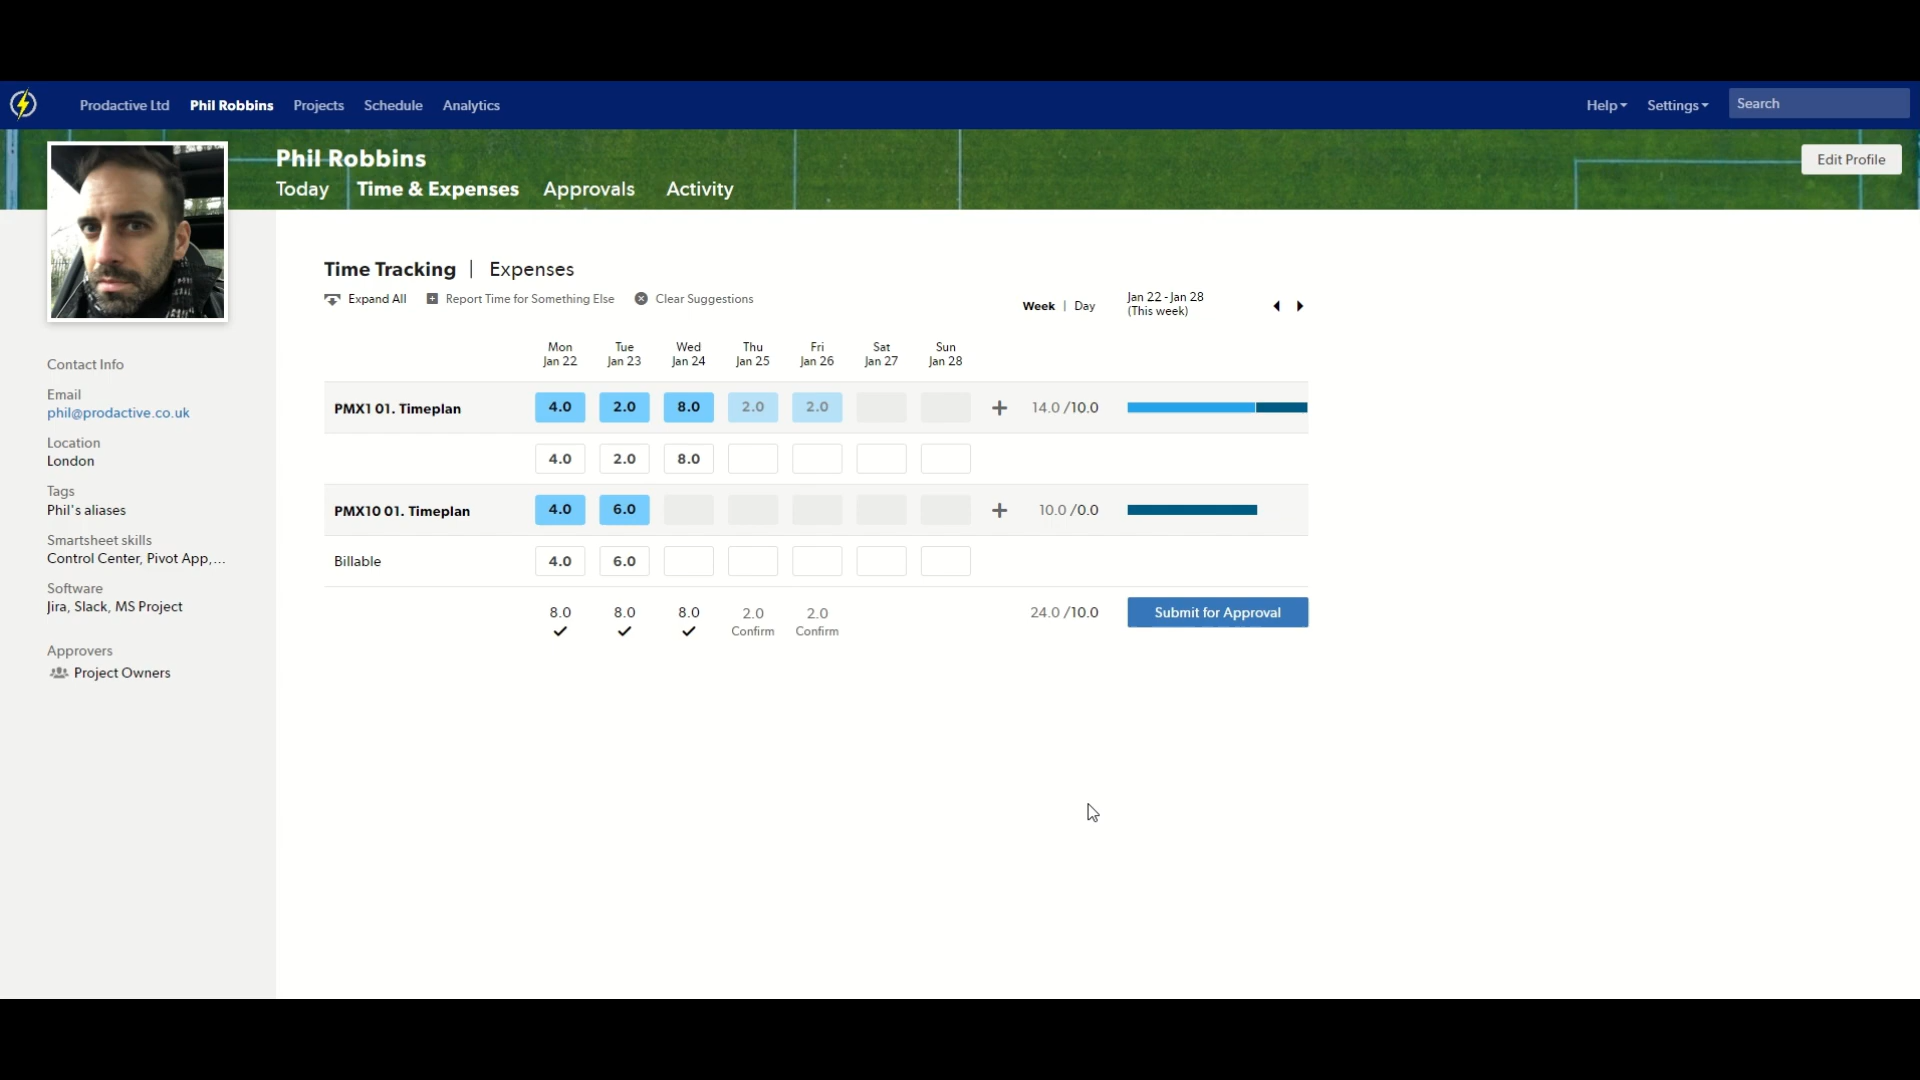 Prodactive Ltd Phil Robbins Projects Schedule Analytics Help Settings Search
Phil Robbins
Edit Profile
Today Time & Expenses Approvals Activity
Time Tracking | Expenses
Expand All Report Time for Something Else Clear Suggestions
Week | Day
Jan 22 - Jan 28
(This week)
Mon Tue Wed Thu Fri Sat Sun
Jan 22 Jan 23 Jan 24 Jan 25 Jan 26 Jan 27 Jan 28
PMX1 01. Timeplan 4.0 2.0 8.0 2.0 2.0 + 14.0 /10.0
4.0 2.0 8.0
PMX10 01. Timeplan 4.0 6.0 + 10.0 /0.0
Billable 4.0 6.0
8.0 8.0 8.0 2.0 2.0 24.0 /10.0 Submit for Approval
Confirm Confirm
Contact Info
Email
phil@prodactive.co.uk
Location
London
Tags
Phil's aliases
Smartsheet skills
Control Center, Pivot App,...
Software
Jira, Slack, MS Project
Approvers
Project Owners